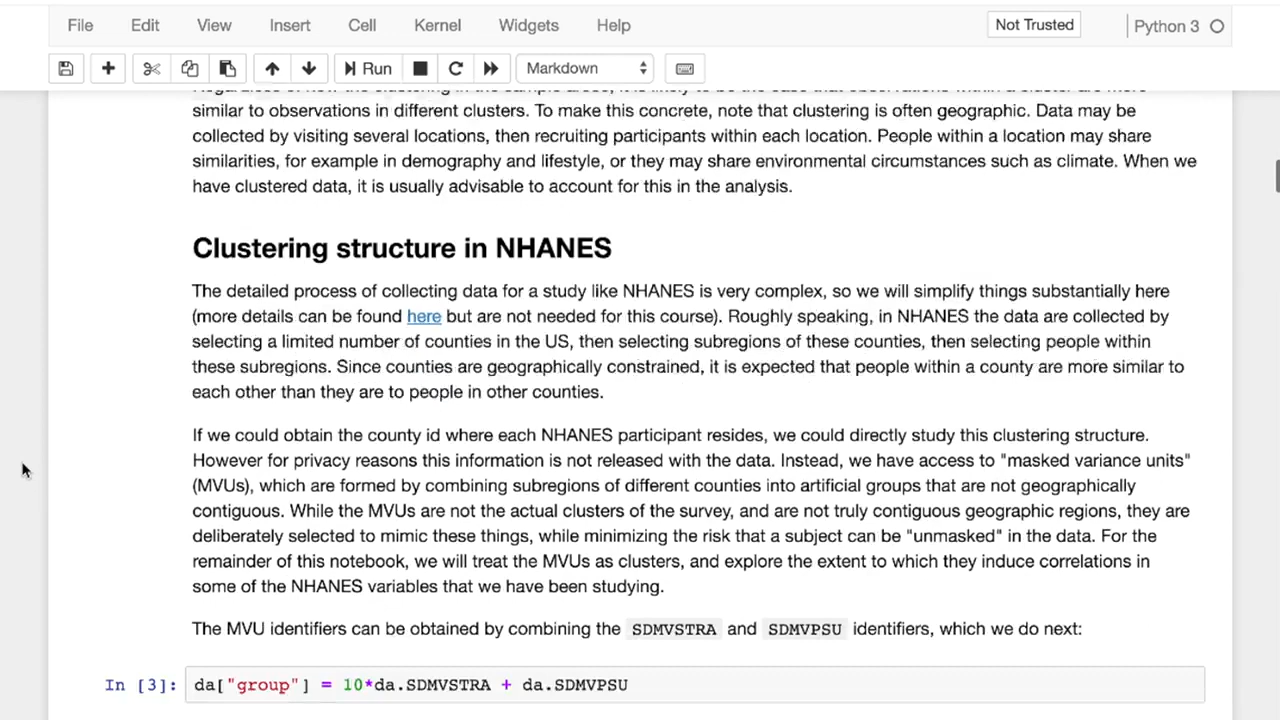 File Edit View Insert Cell Kernel Widgets Help Not Trusted Python 3
Run Markdown
similar to observations in different clusters. To make this concrete, note that clustering is often geographic. Data may be
collected by visiting several locations, then recruiting participants within each location. People within a location may share
similarities, for example in demography and lifestyle, or they may share environmental circumstances such as climate. When we
have clustered data, it is usually advisable to account for this in the analysis.
Clustering structure in NHANES
The detailed process of collecting data for a study like NHANES is very complex, so we will simplify things substantially here
(more details can be found here but are not needed for this course). Roughly speaking, in NHANES the data are collected by
selecting a limited number of counties in the US, then selecting subregions of these counties, then selecting people within
these subregions. Since counties are geographically constrained, it is expected that people within a county are more similar to
each other than they are to people in other counties.
If we could obtain the county id where each NHANES participant resides, we could directly study this clustering structure.
However for privacy reasons this information is not released with the data. Instead, we have access to "masked variance units"
(MVUs), which are formed by combining subregions of different counties into artificial groups that are not geographically
contiguous. While the MVUs are not the actual clusters of the survey, and are not truly contiguous geographic regions, they are
deliberately selected to mimic these things, while minimizing the risk that a subject can be "unmasked" in the data. For the
remainder of this notebook, we will treat the MVUs as clusters, and explore the extent to which they induce correlations in
some of the NHANES variables that we have been studying.
The MVU identifiers can be obtained by combining the SDMVSTRA and SDMVPSU identifiers, which we do next:
In [3]: da["group"] = 10*da.SDMVSTRA + da.SDMVPSU